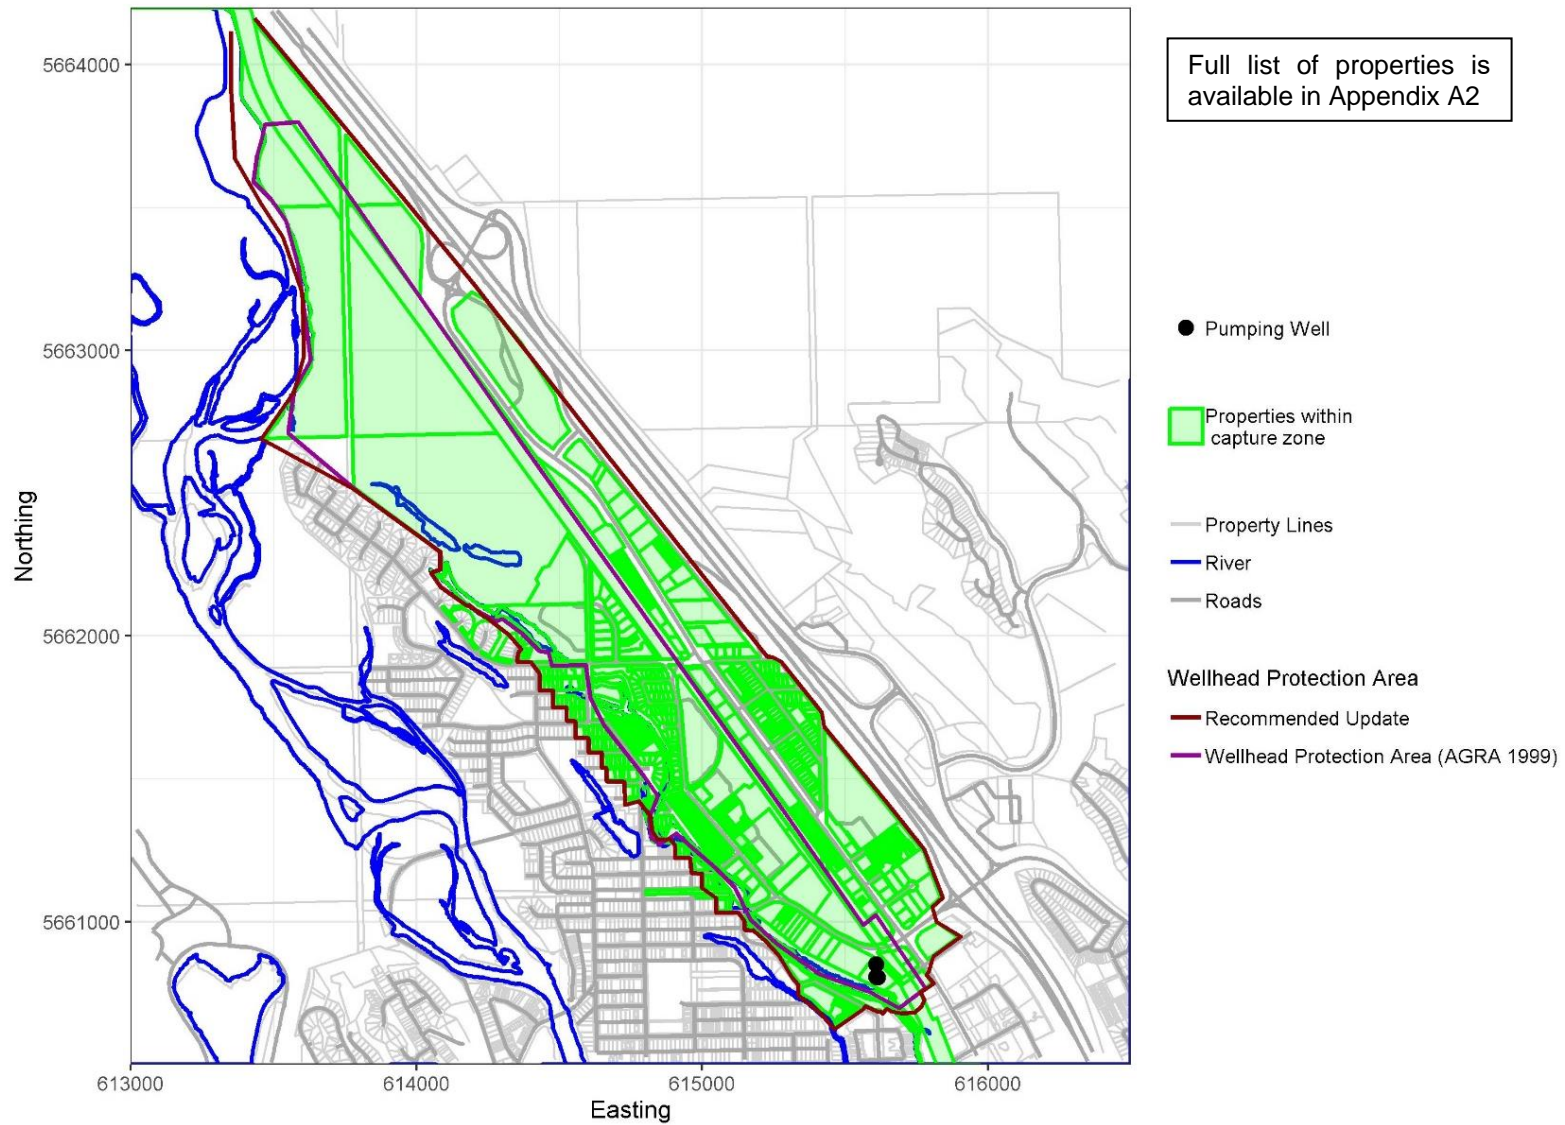 Full list of properties is
available in Appendix A2
5664000
5663000
5662000
5661000
Northing
613000
614000
615000
616000
Easting
Pumping Well
Properties within
capture zone
Property Lines
River
Roads
Wellhead Protection Area
Recommended Update
Wellhead Protection Area (AGRA 1999)